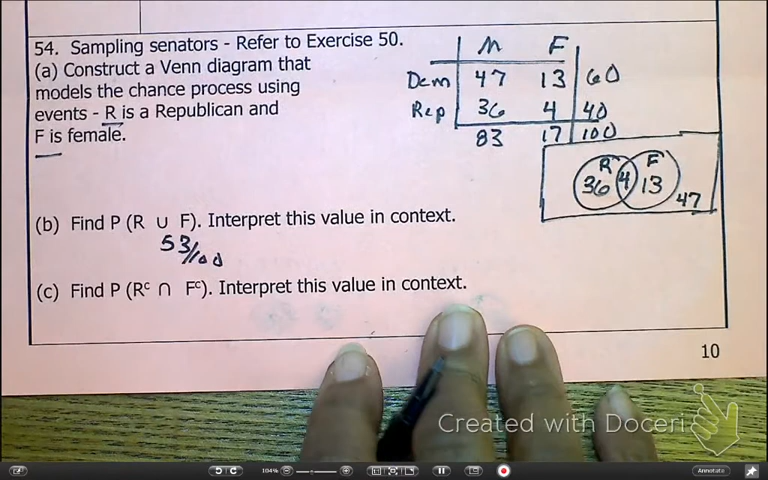 54. Sampling senators - Refer to Exercise 50.
(a) Construct a Venn diagram that
models the chance process using
events - R is a Republican and
F is female.
M F
Dem 47 13 60
Rep 36 4 40
83 17 100
R F
36 4 13
47
(b) Find P (R ∪ F). Interpret this value in context.
53/100
(c) Find P (Rᶜ ∩ Fᶜ). Interpret this value in context.
10
Created with Doceri
104%
Annotate